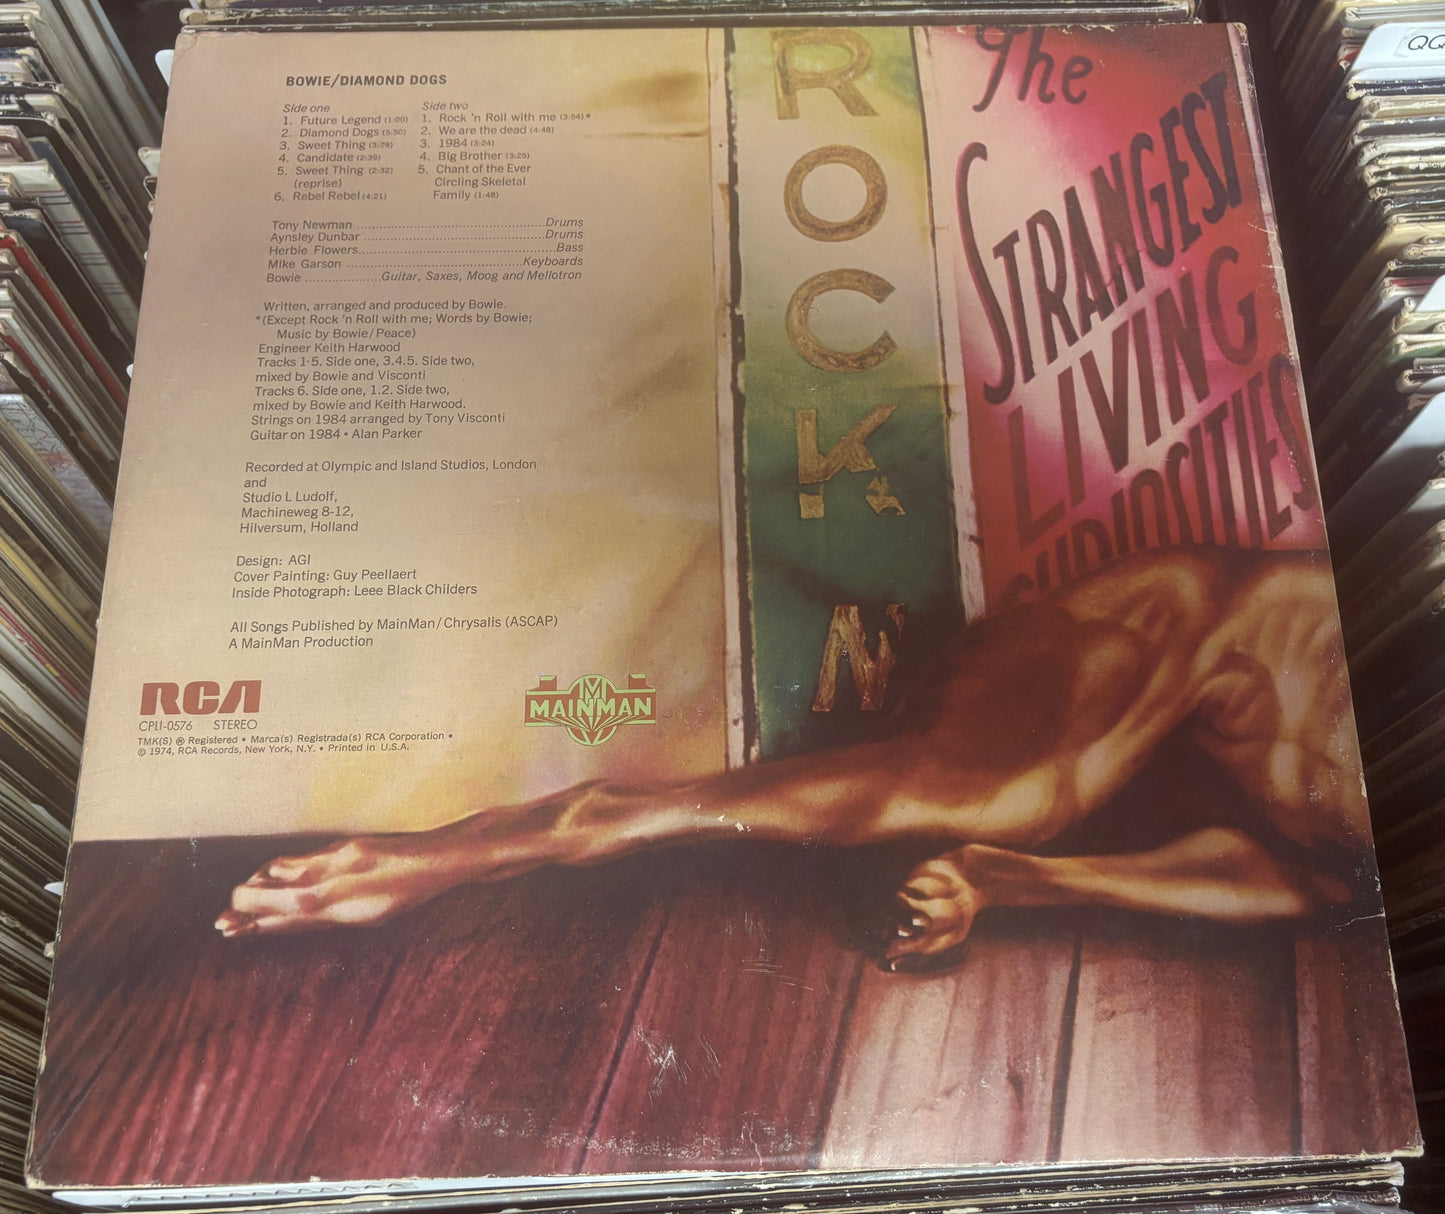 BOWIE/DIAMOND DOGS
Side one
1. Future Legend (1:00)
2. Diamond Dogs (5:50)
3. Sweet Thing (3:29)
4. Candidate (2:39)
5. Sweet Thing (2:32)
(reprise)
6. Rebel Rebel (4:21)
Side two
1. Rock 'n Roll with me (3:54)*
2. We are the dead (4:48)
3. 1984 (3:24)
4. Big Brother (3:25)
5. Chant of the Ever
Circling Skeletal
Family (1:48)
Tony Newman ........ Drums
Aynsley Dunbar ........ Drums
Herbie Flowers........ Bass
Mike Garson ........ Keyboards
Bowie ........ Guitar, Saxes, Moog and Mellotron
Written, arranged and produced by Bowie.
*(Except Rock 'n Roll with me; Words by Bowie;
Music by Bowie/Peace)
Engineer Keith Harwood
Tracks 1-5. Side one, 3.4.5. Side two,
mixed by Bowie and Visconti
Tracks 6. Side one, 1.2. Side two,
mixed by Bowie and Keith Harwood.
Strings on 1984 arranged by Tony Visconti
Guitar on 1984 • Alan Parker
Recorded at Olympic and Island Studios, London
and
Studio L Ludolf,
Machineweg 8-12,
Hilversum, Holland
Design: AGI
Cover Painting: Guy Peellaert
Inside Photograph: Leee Black Childers
All Songs Published by MainMan/Chrysalis (ASCAP)
A MainMan Production
RCA
CPL1-0576 STEREO
TMK(S) ® Registered • Marca(s) Registrada(s) RCA Corporation •
© 1974, RCA Records, New York, N.Y. • Printed in U.S.A.
M
MAINMAN
ROCK N
The
STRANGEST
LIVING
CURIOSITIES
QQ